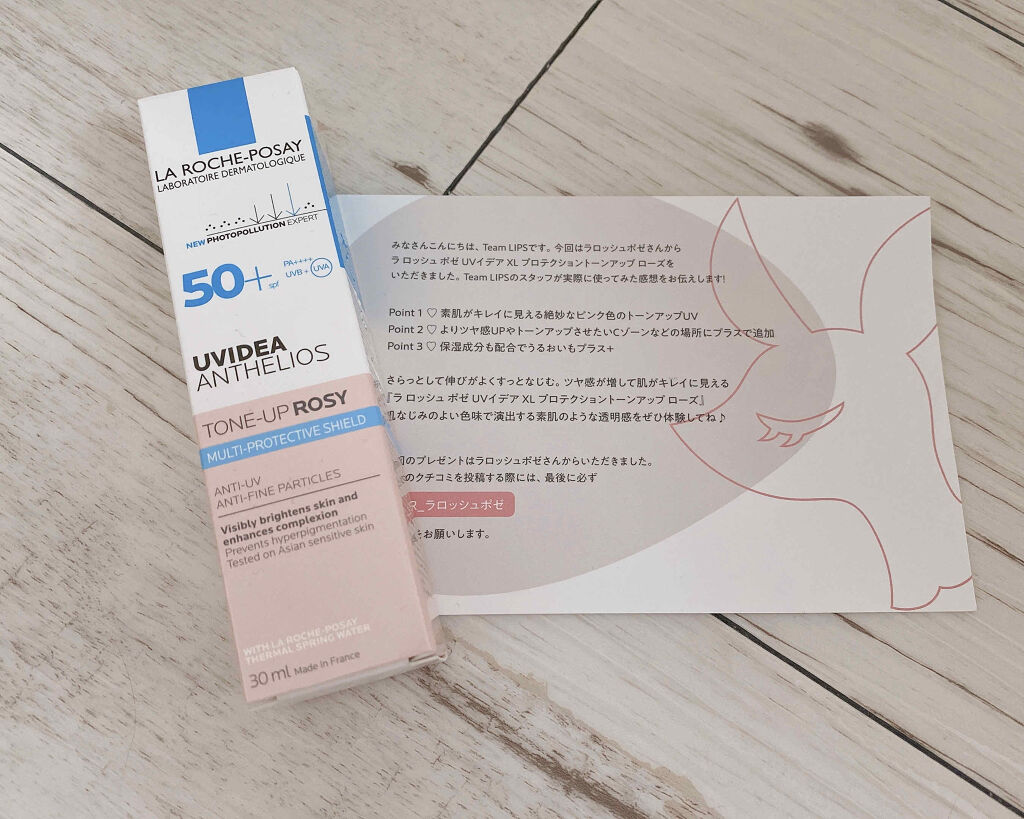 LA ROCHE-POSAY
LABORATOIRE DERMATOLOGIQUE
NEW PHOTOPOLLUTION EXPERT
50+ spf
PA++++
UVB + UVA
UVIDEA
ANTHELIOS
TONE-UP ROSY
MULTI-PROTECTIVE SHIELD
ANTI-UV
ANTI-FINE PARTICLES
Visibly brightens skin and
enhances complexion
Prevents hyperpigmentation
Tested on Asian sensitive skin
WITH LA ROCHE-POSAY
THERMAL SPRING WATER
30 ml Made in France
みなさんこんにちは、Team LIPSです。今回はラロッシュポゼさんから
ラ ロッシュ ポゼ UVイデア XL プロテクショントーンアップ ローズを
いただきました。Team LIPSのスタッフが実際に使ってみた感想をお伝えします!
Point 1 ♡ 素肌がキレイに見える絶妙なピンク色のトーンアップUV
Point 2 ♡ よりツヤ感UPやトーンアップさせたいCゾーンなどの場所にプラスで追加
Point 3 ♡ 保湿成分も配合でうるおいもプラス+
さらっとして伸びがよくすっとなじむ。ツヤ感が増して肌がキレイに見える
『ラ ロッシュ ポゼ UVイデア XL プロテクショントーンアップ ローズ』
肌なじみのよい色味で演出する素肌のような透明感をぜひ体験してね♪
回のプレゼントはラロッシュポゼさんからいただきました。
のクチコミを投稿する際には、最後に必ず
R_ラロッシュポゼ
をお願いします。